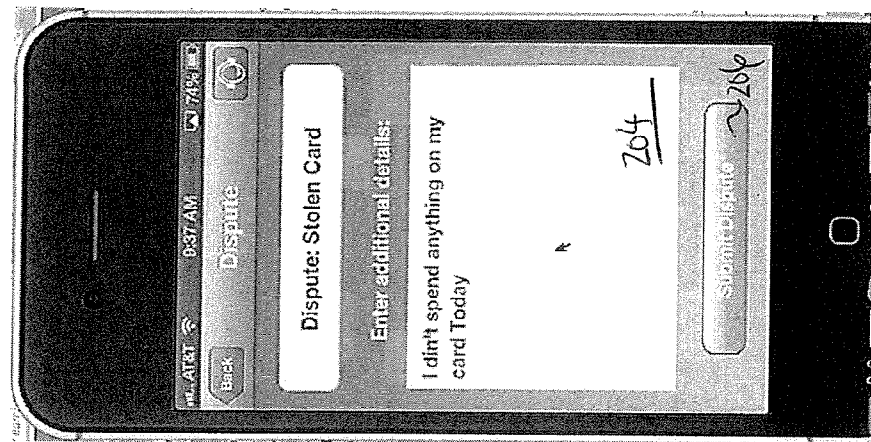 AT&T 9:37 AM 74%
Back Dispute
Dispute: Stolen Card
Enter additional details:
I din't spend anything on my
card Today
204
Submit Dispute
206